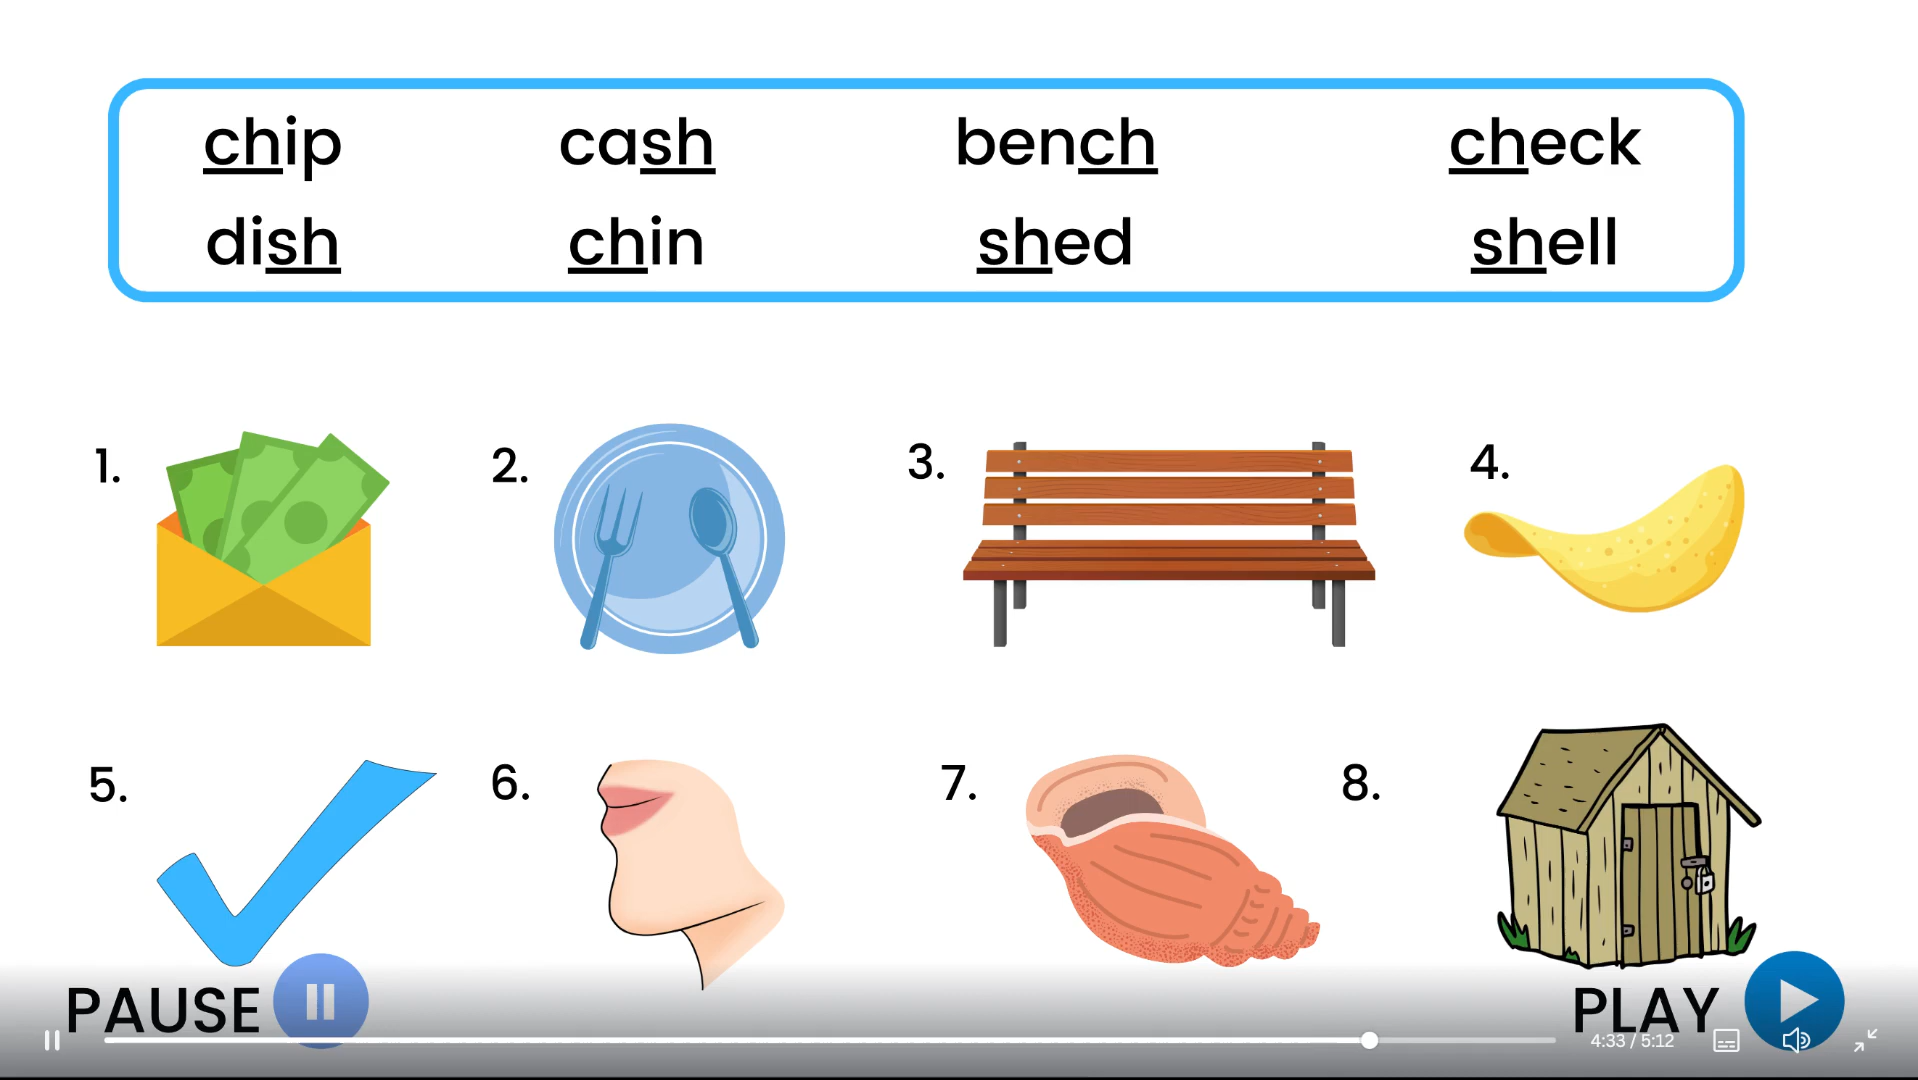 chip cash bench check
dish chin shed shell
1. 2. 3. 4.
5. 6. 7. 8.
PAUSE PLAY
4:33 / 5:12